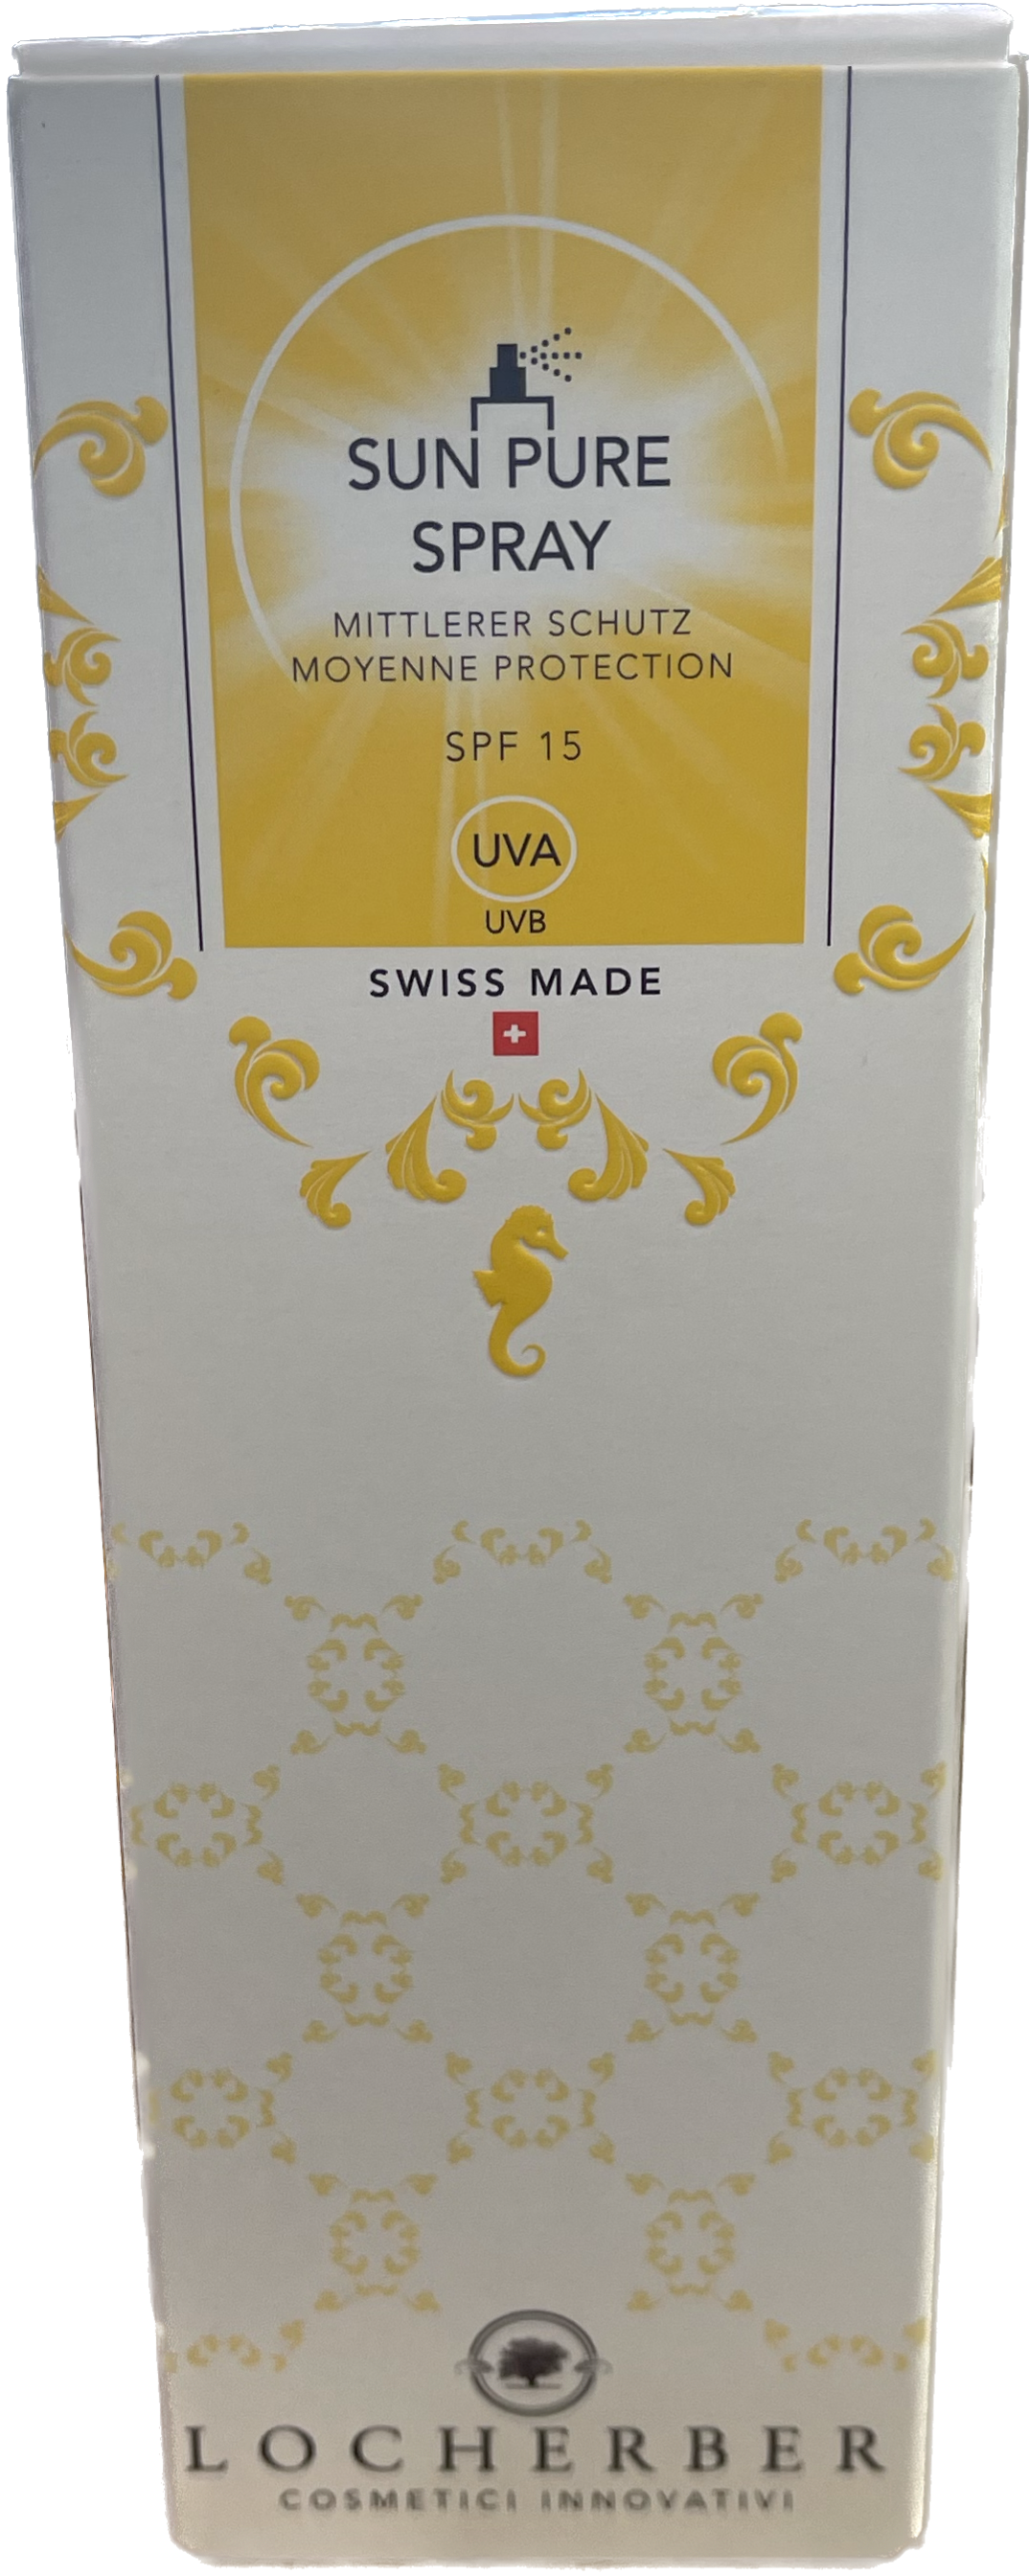 SUN PURE
SPRAY
MITTLERER SCHUTZ
MOYENNE PROTECTION
SPF 15
UVA
UVB
SWISS MADE
LOCHERBER
COSMETICI INNOVATIVI